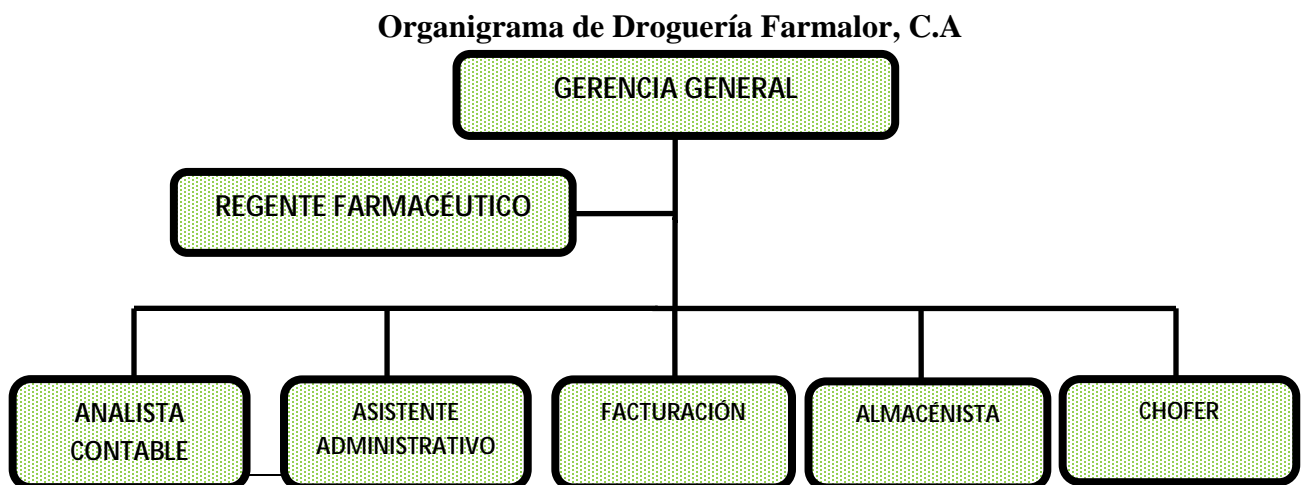 Organigrama de Droguería Farmalor, C.A
GERENCIA GENERAL
REGENTE FARMACÉUTICO
ANALISTA
CONTABLE
ASISTENTE
ADMINISTRATIVO
FACTURACIÓN
ALMACÉNISTA
CHOFER